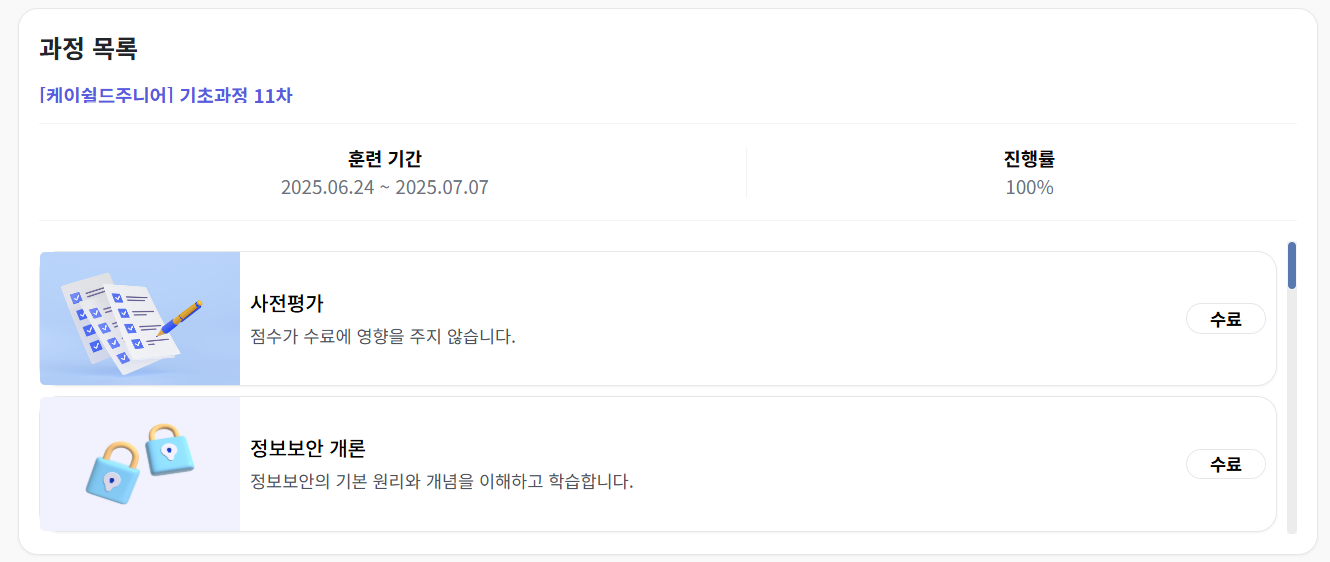 과정 목록
[케이쉴드주니어] 기초과정 11차
훈련 기간
2025.06.24 ~ 2025.07.07
진행률
100%
사전평가
점수가 수료에 영향을 주지 않습니다.
수료
정보보안 개론
정보보안의 기본 원리와 개념을 이해하고 학습합니다.
수료